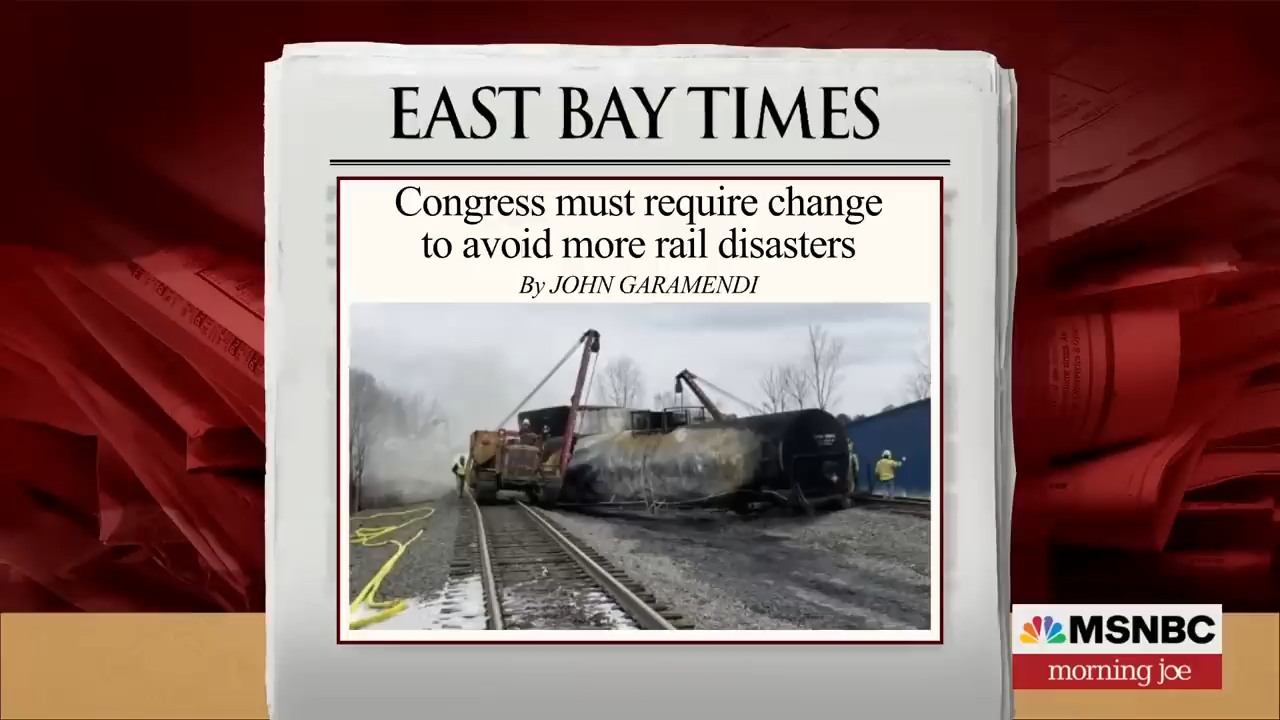 EAST BAY TIMES
Congress must require change
to avoid more rail disasters
By JOHN GARAMENDI
MSNBC
morning joe